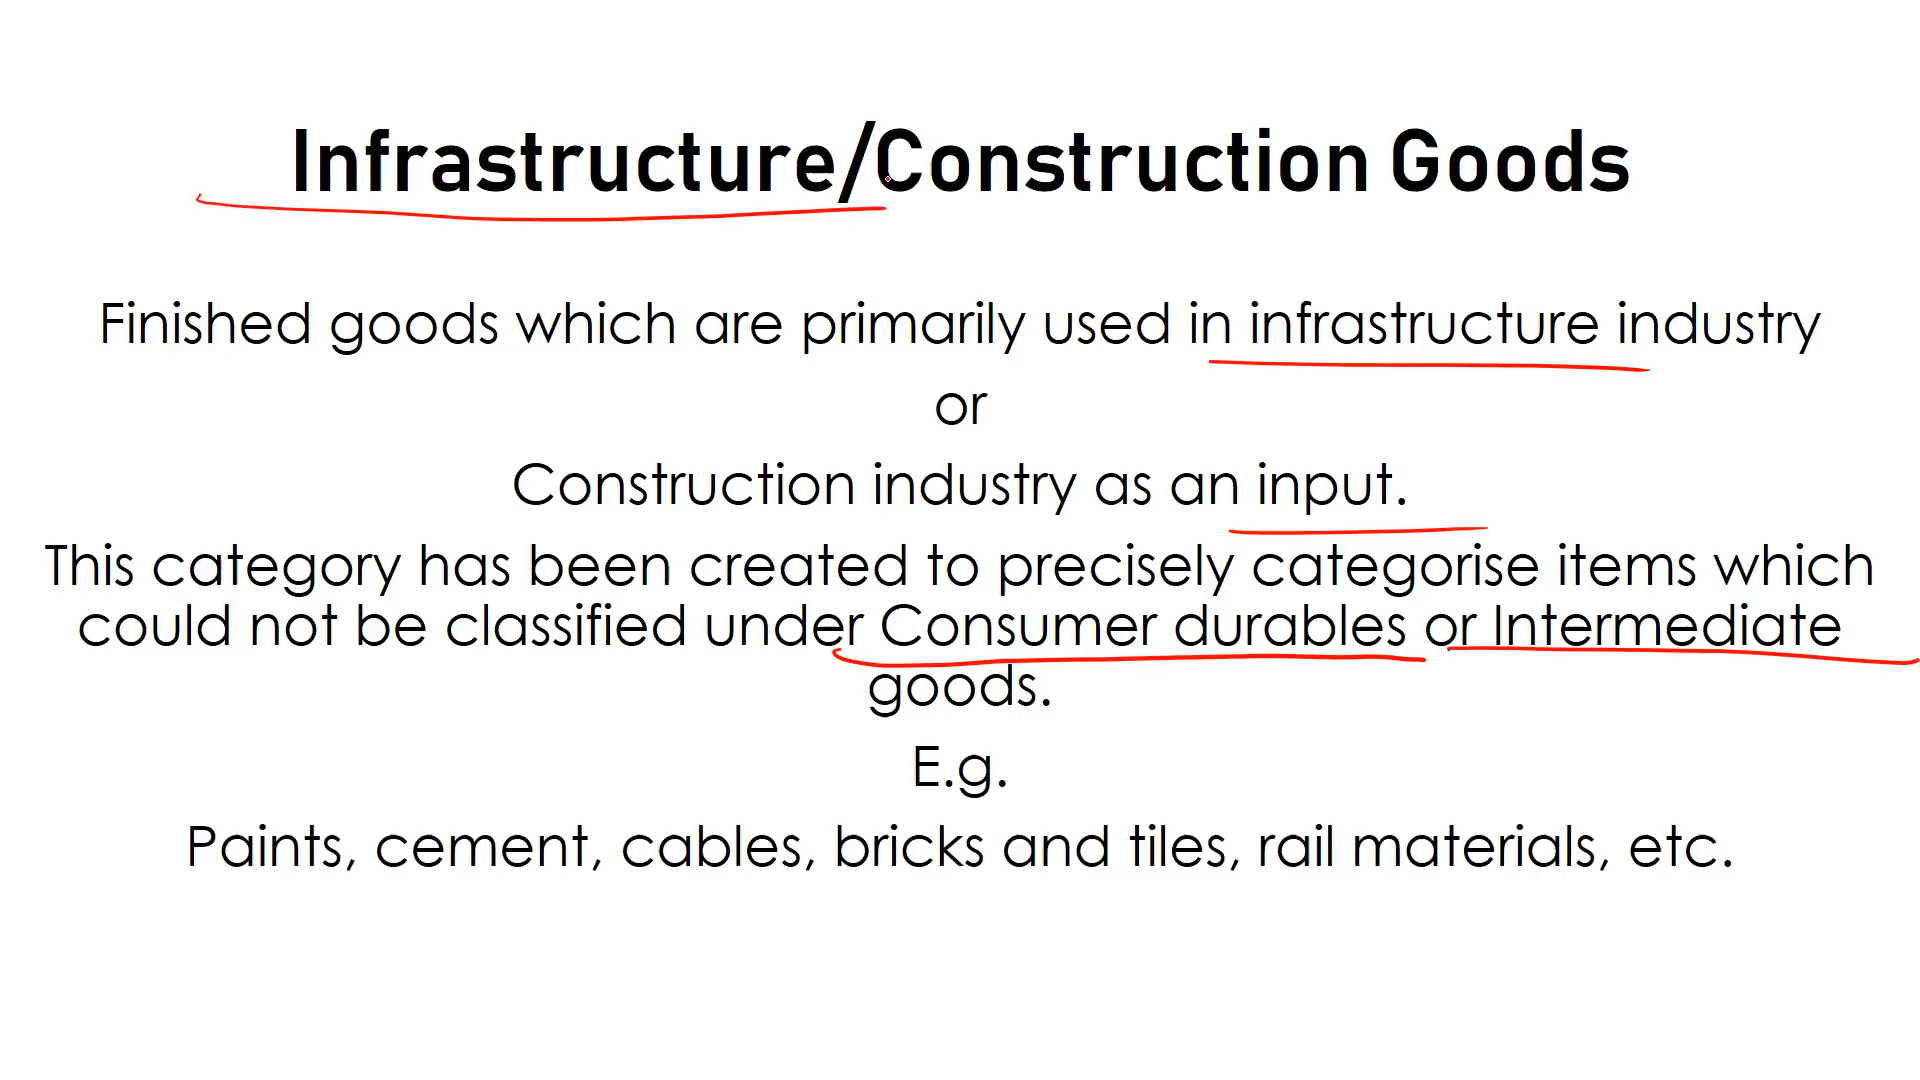 Infrastructure/Construction Goods
Finished goods which are primarily used in infrastructure industry
or
Construction industry as an input.
This category has been created to precisely categorise items which
could not be classified under Consumer durables or Intermediate
goods.
E.g.
Paints, cement, cables, bricks and tiles, rail materials, etc.